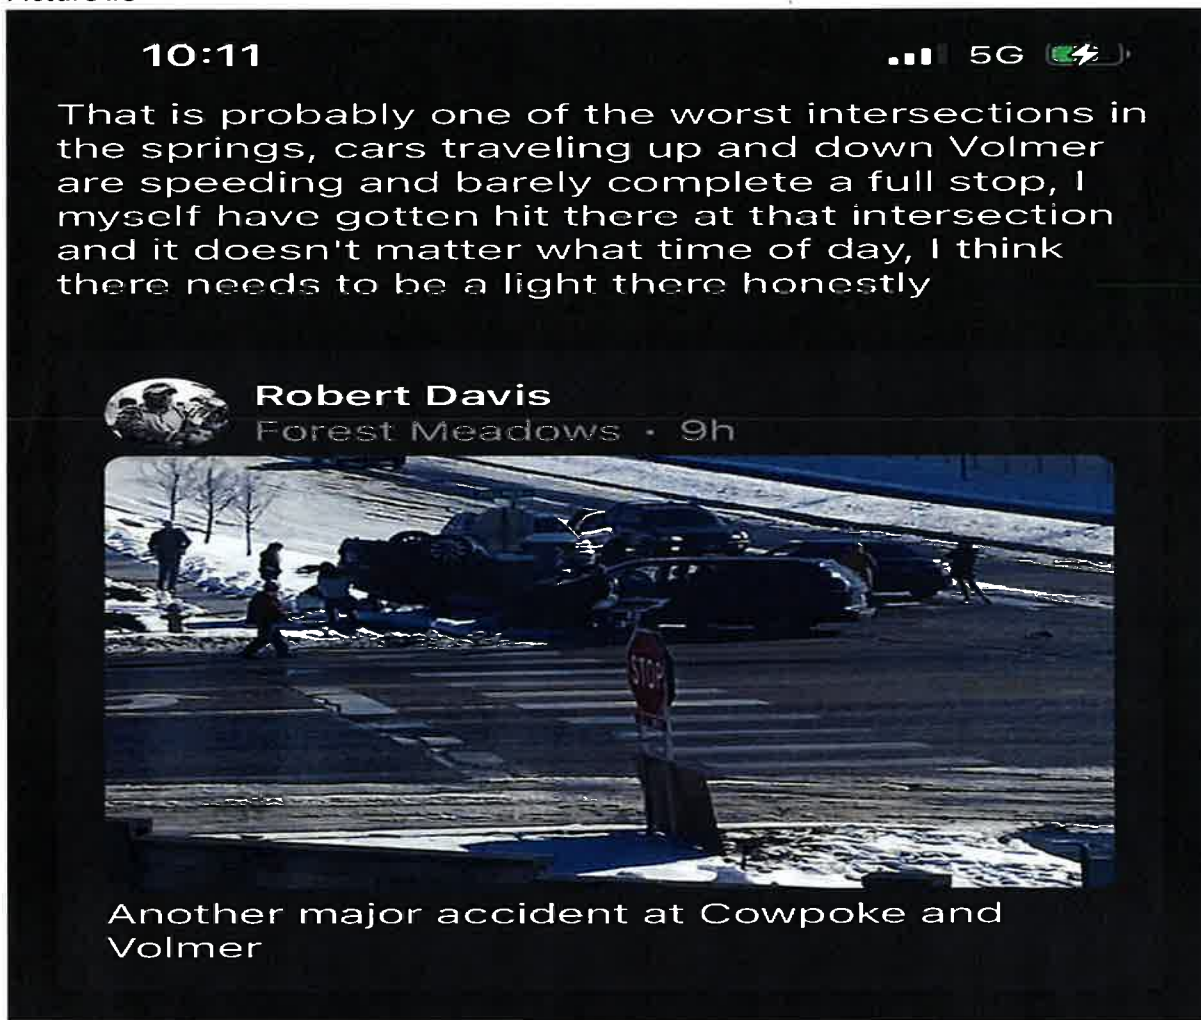 10:11
5G
That is probably one of the worst intersections in
the springs, cars traveling up and down Volmer
are speeding and barely complete a full stop, I
myself have gotten hit there at that intersection
and it doesn't matter what time of day, I think
there needs to be a light there honestly
Robert Davis
Forest Meadows · 9h
STOP
Another major accident at Cowpoke and
Volmer